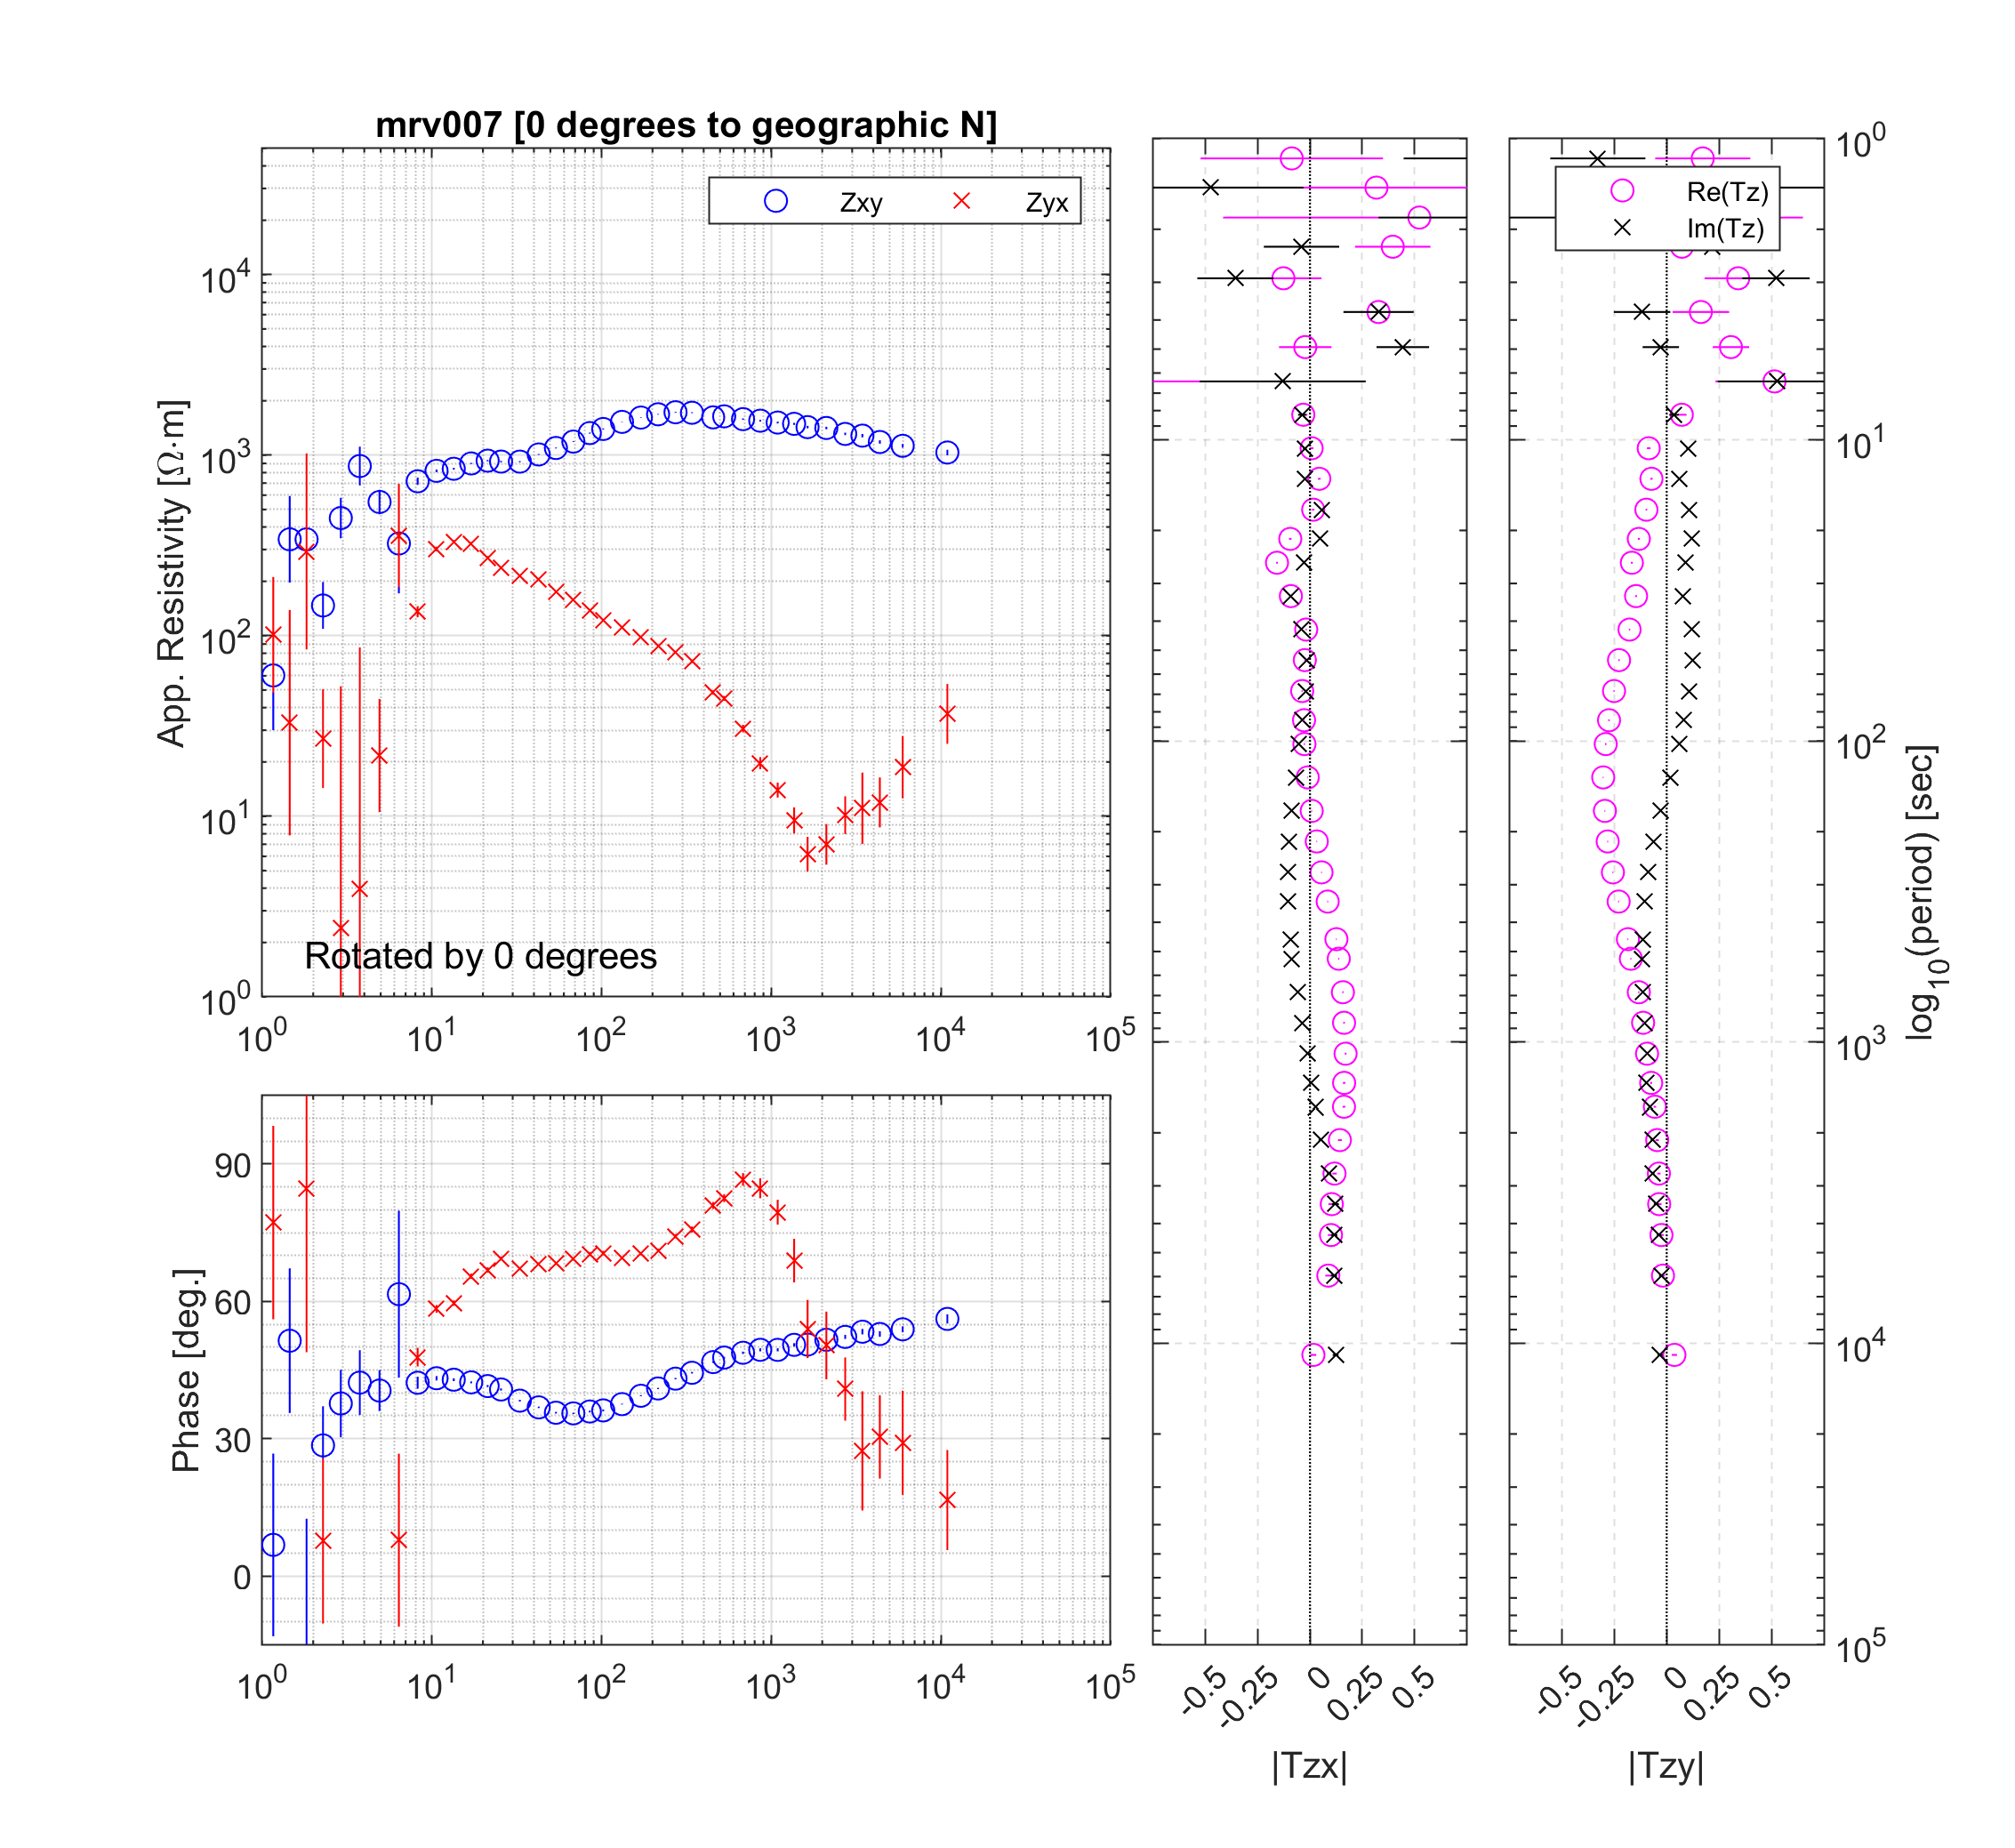 mrv007 [0 degrees to geographic N]
Zxy Zyx
App. Resistivity [Ω·m]
10^4
10^3
10^2
10^1
10^0
Rotated by 0 degrees
10^0 10^1 10^2 10^3 10^4 10^5
Phase [deg.]
90
60
30
0
10^0 10^1 10^2 10^3 10^4 10^5
-0.5 -0.25 0 0.25 0.5
|Tzx|
Re(Tz)
Im(Tz)
-0.5 -0.25 0 0.25 0.5
|Tzy|
10^0
10^1
10^2
10^3
10^4
10^5
log_10(period) [sec]